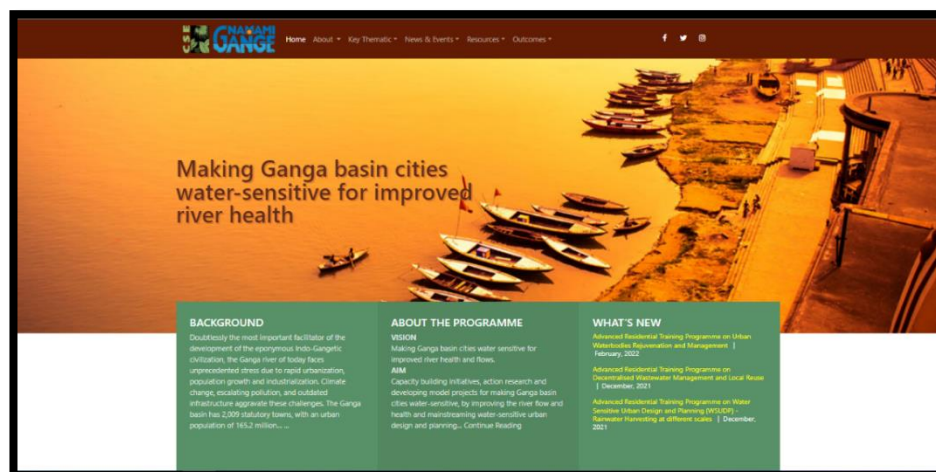 CSE NAMAMI GANGE
Home About Key Thematic News & Events Resources Outcomes
Making Ganga basin cities
water-sensitive for improved
river health
BACKGROUND
Doubtlessly the most important facilitator of the
development of the eponymous Indo-Gangetic
civilization, the Ganga river of today faces
unprecedented stress due to rapid urbanization,
population growth and industrialization. Climate
change, escalating pollution, and outdated
infrastructure aggravate these challenges. The Ganga
basin has 2,009 statutory towns, with an urban
population of 165.2 million... ...
ABOUT THE PROGRAMME
VISION
Making Ganga basin cities water sensitive for
improved river health and flows.
AIM
Capacity building initiatives, action research and
developing model projects for making Ganga basin
cities water-sensitive, by improving the river flow and
health and mainstreaming water-sensitive urban
design and planning... Continue Reading
WHAT'S NEW
Advanced Residential Training Programme on Urban
Waterbodies Rejuvenation and Management |
February, 2022
Advanced Residential Training Programme on
Decentralised Wastewater Management and Local Reuse
| December, 2021
Advanced Residential Training Programme on Water
Sensitive Urban Design and Planning (WSUDP) -
Rainwater Harvesting at different scales | December,
2021